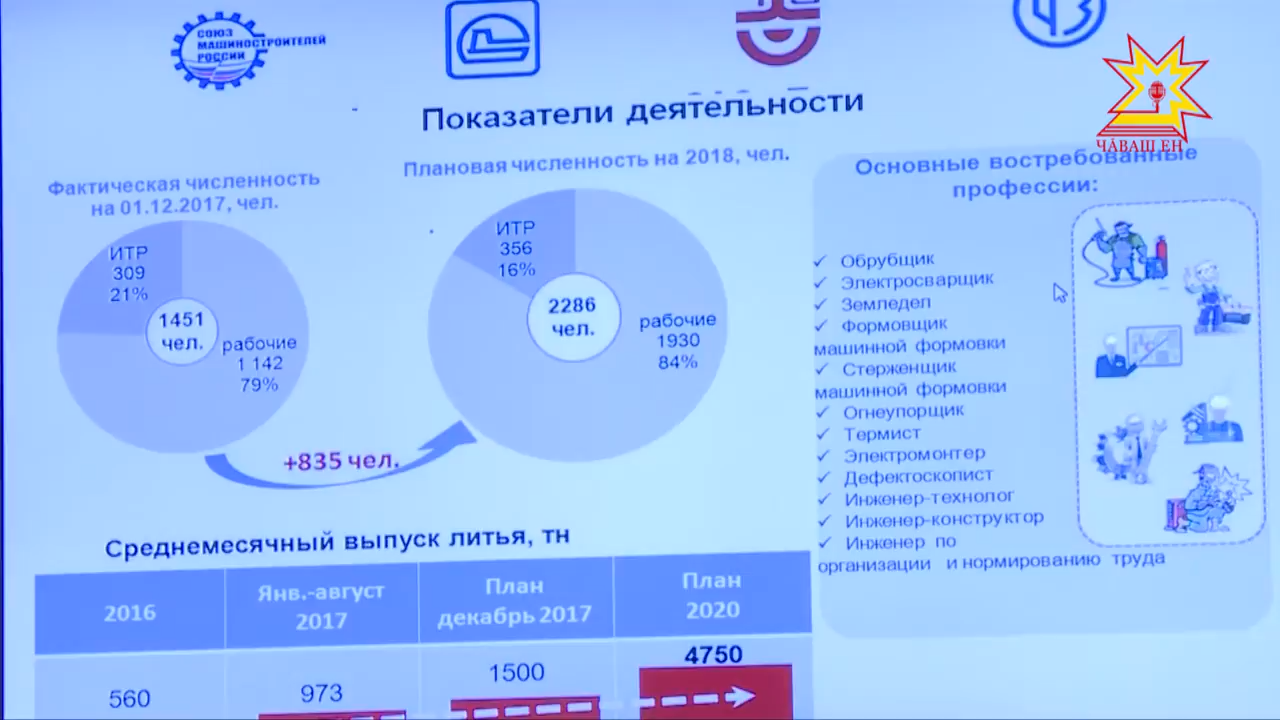 СОЮЗ
МАШИНОСТРОИТЕЛЕЙ
РОССИИ
ЧЗ
ЧӐВАШ ЕН
Показатели деятельности
Фактическая численность
на 01.12.2017, чел.
ИТР
309
21%
1451
чел.
рабочие
1 142
79%
Плановая численность на 2018, чел.
ИТР
356
16%
2286
чел.
рабочие
1930
84%
+835 чел.
Основные востребованные
профессии:
✓ Обрубщик
✓ Электросварщик
✓ Земледел
✓ Формовщик
машинной формовки
✓ Стерженщик
машинной формовки
✓ Огнеупорщик
✓ Термист
✓ Электромонтер
✓ Дефектоскопист
✓ Инженер-технолог
✓ Инженер-конструктор
✓ Инженер по
организации и нормированию труда
Среднемесячный выпуск литья, тн
2016
Янв.-август
2017
План
декабрь 2017
План
2020
560
973
1500
4750